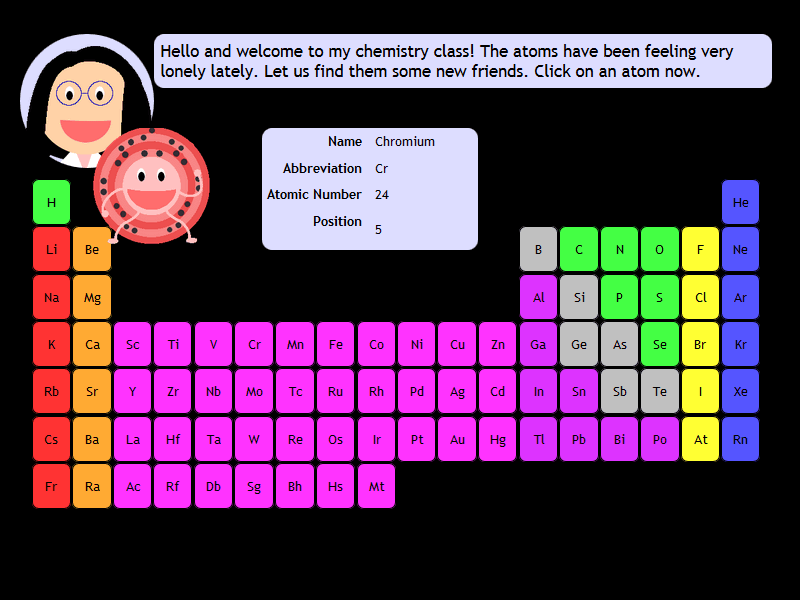 Hello and welcome to my chemistry class! The atoms have been feeling very
lonely lately. Let us find them some new friends. Click on an atom now.
Name Chromium
Abbreviation Cr
Atomic Number 24
Position 5
H He
Li Be B C N O F Ne
Na Mg Al Si P S Cl Ar
K Ca Sc Ti V Cr Mn Fe Co Ni Cu Zn Ga Ge As Se Br Kr
Rb Sr Y Zr Nb Mo Tc Ru Rh Pd Ag Cd In Sn Sb Te I Xe
Cs Ba La Hf Ta W Re Os Ir Pt Au Hg Tl Pb Bi Po At Rn
Fr Ra Ac Rf Db Sg Bh Hs Mt